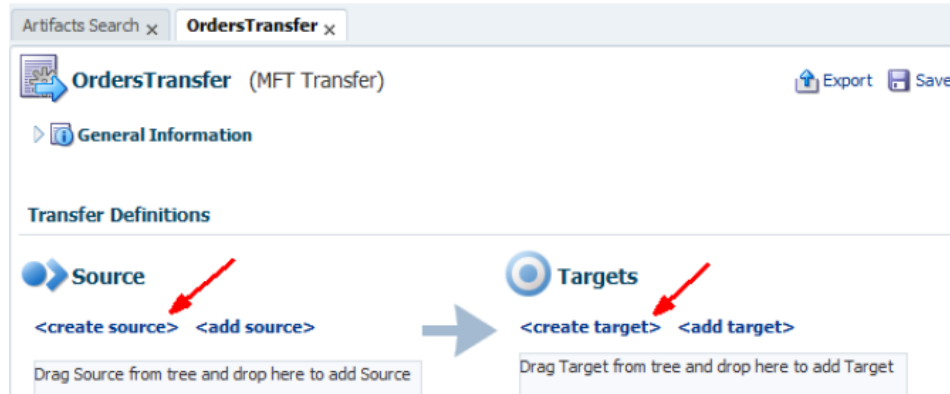 Artifacts Search x OrdersTransfer x
OrdersTransfer (MFT Transfer) Export Save
General Information
Transfer Definitions
Source Targets
<create source> <add source> <create target> <add target>
Drag Source from tree and drop here to add Source Drag Target from tree and drop here to add Target